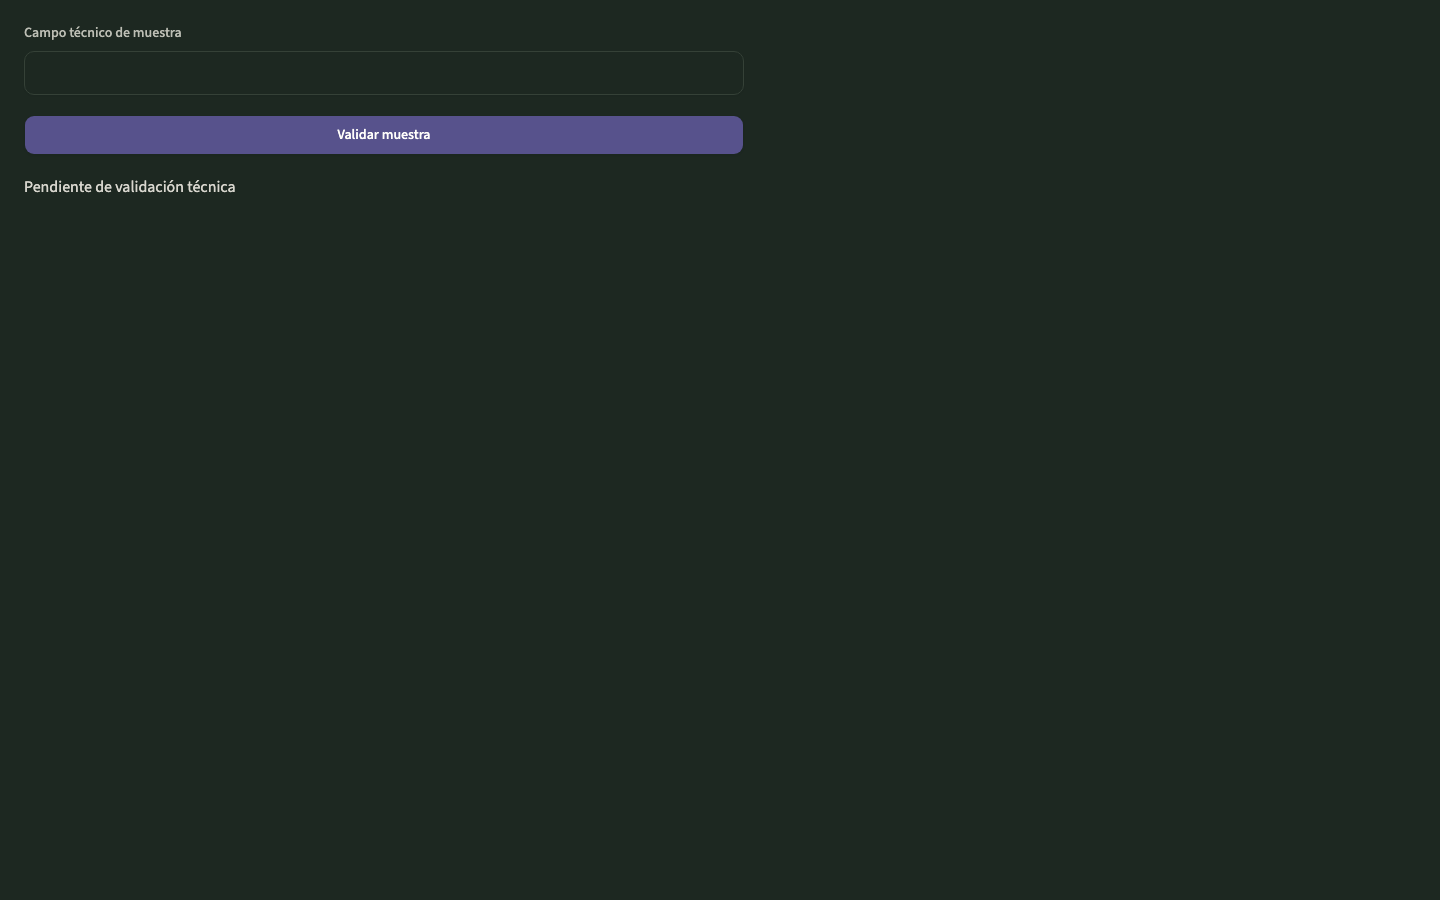 Campo técnico de muestra
Validar muestra
Pendiente de validación técnica